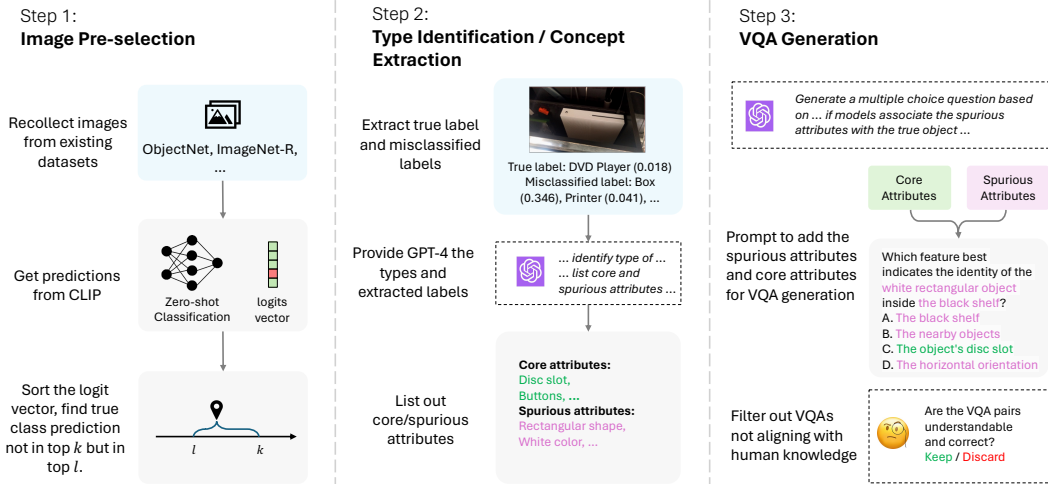 Step 1:
Image Pre-selection
Recollect images
from existing
datasets
ObjectNet, ImageNet-R,
...
Get predictions
from CLIP
Zero-shot
Classification
logits
vector
Sort the logit
vector, find true
class prediction
not in top k but in
top l.
l
k
Step 2:
Type Identification / Concept
Extraction
Extract true label
and misclassified
labels
True label: DVD Player (0.018)
Misclassified label: Box
(0.346), Printer (0.041), ...
Provide GPT-4 the
types and
extracted labels
... identify type of ...
... list core and
spurious attributes ...
List out
core/spurious
attributes
Core attributes:
Disc slot,
Buttons, ...
Spurious attributes:
Rectangular shape,
White color, ...
Step 3:
VQA Generation
Generate a multiple choice question based
on ... if models associate the spurious
attributes with the true object ...
Core
Attributes
Spurious
Attributes
Prompt to add the
spurious attributes
and core attributes
for VQA generation
Which feature best
indicates the identity of the
white rectangular object
inside the black shelf?
A. The black shelf
B. The nearby objects
C. The object's disc slot
D. The horizontal orientation
Filter out VQAs
not aligning with
human knowledge
Are the VQA pairs
understandable
and correct?
Keep / Discard